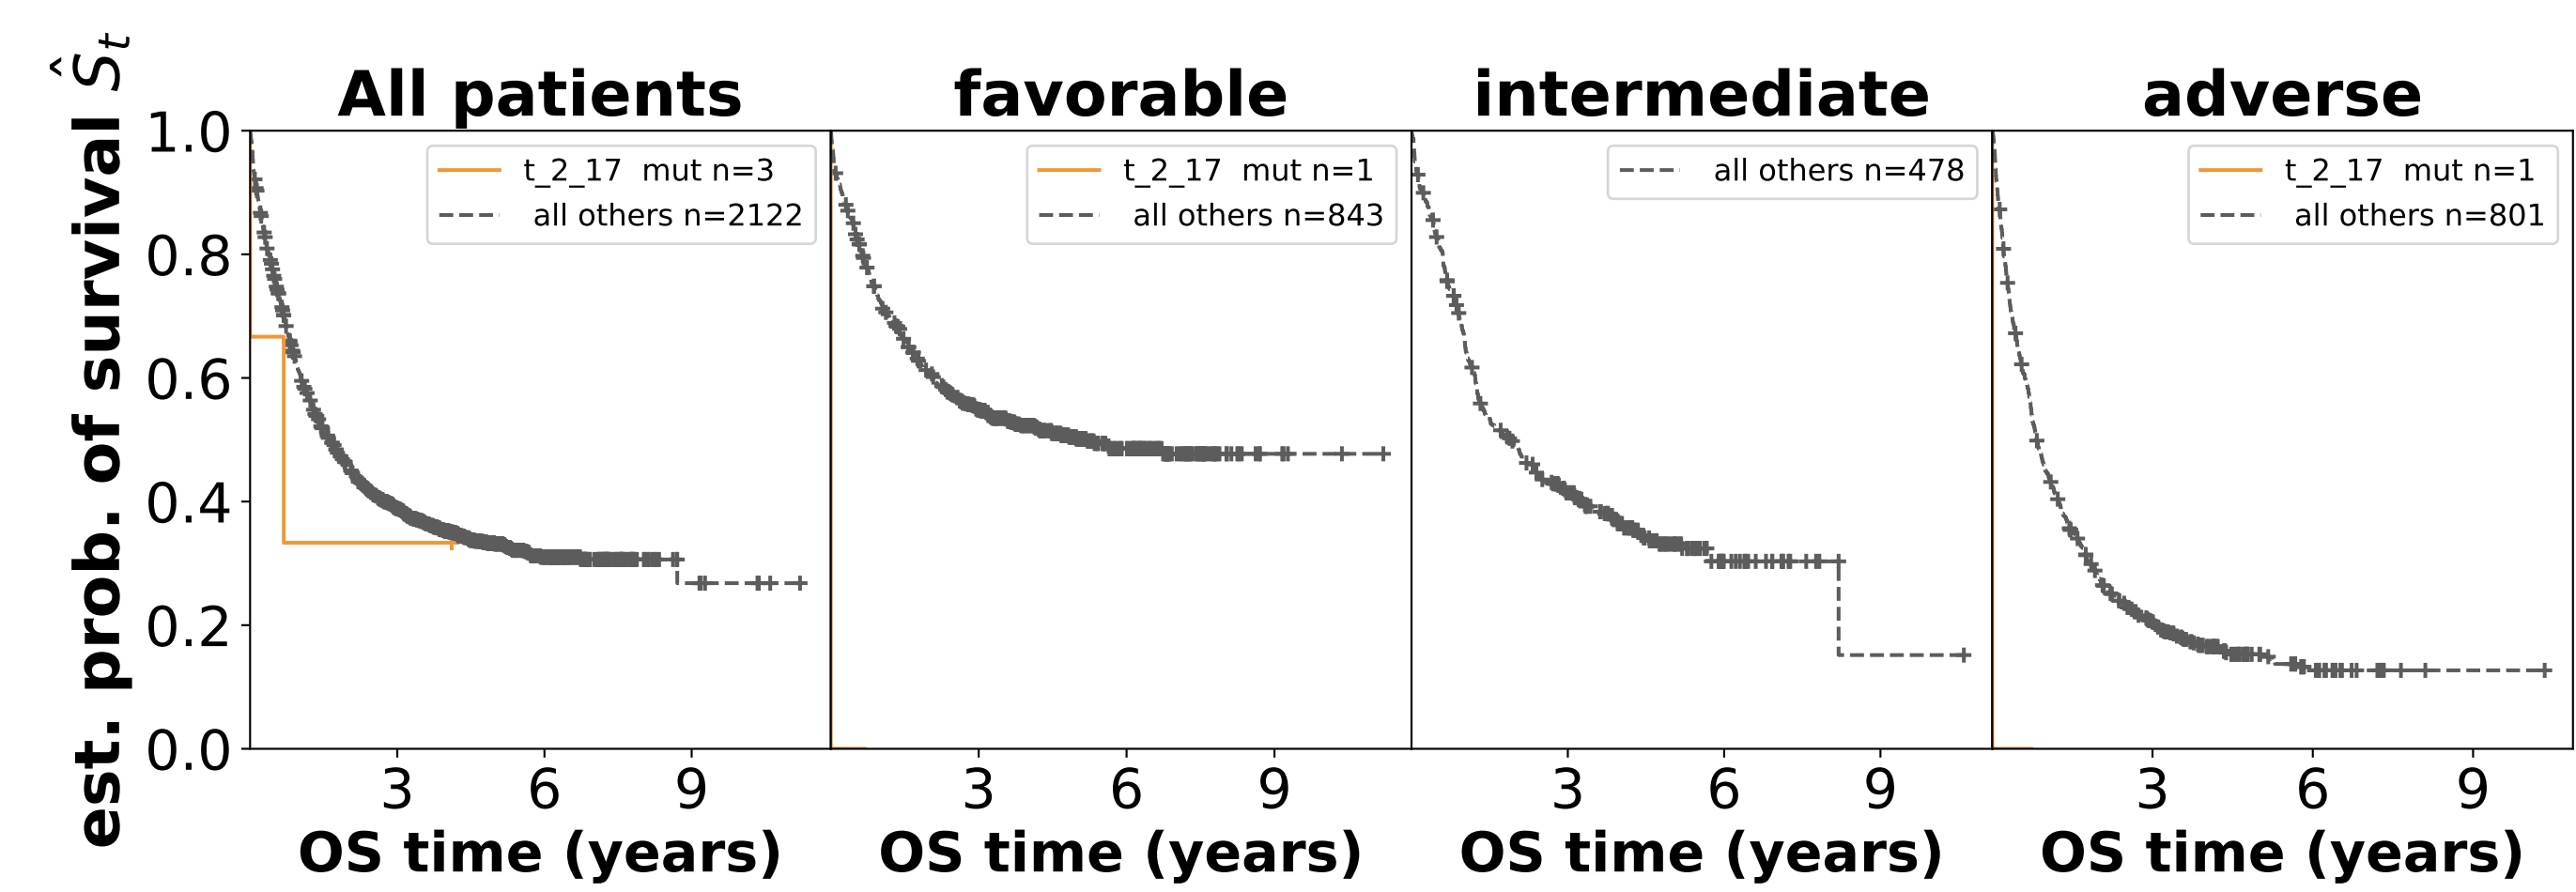 est. prob. of survival Ŝ_t
All patients
favorable
intermediate
adverse
1.0
0.8
0.6
0.4
0.2
0.0
t_2_17 mut n=3
all others n=2122
t_2_17 mut n=1
all others n=843
all others n=478
t_2_17 mut n=1
all others n=801
3 6 9
3 6 9
3 6 9
3 6 9
OS time (years)
OS time (years)
OS time (years)
OS time (years)